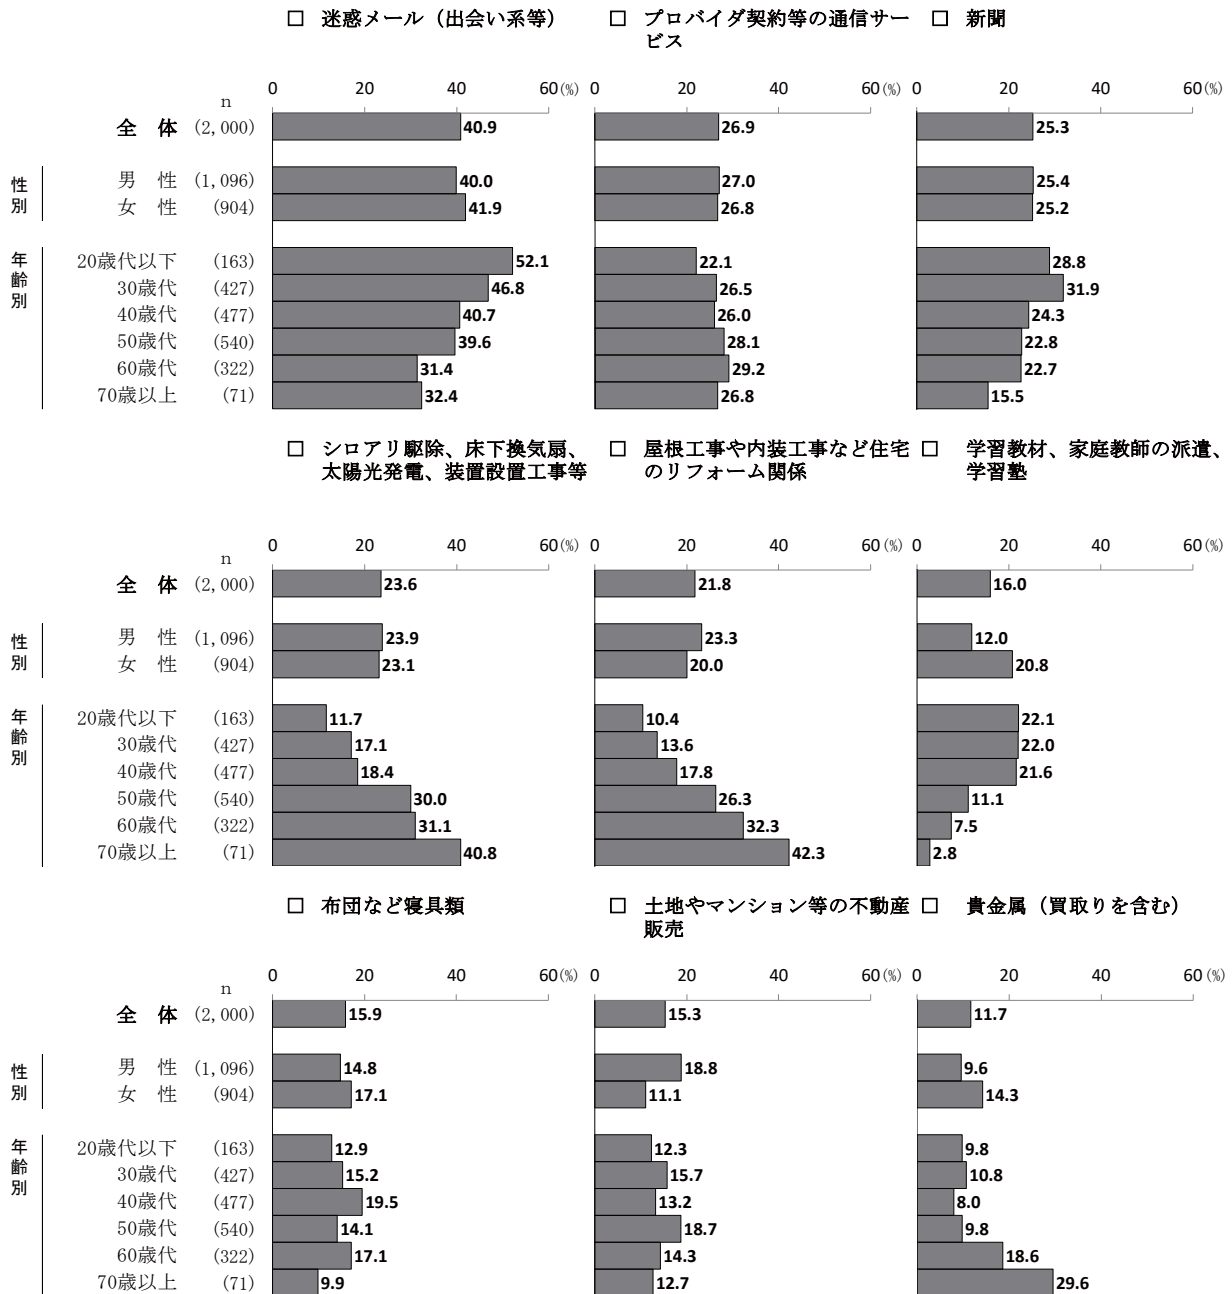 □ 迷惑メール（出会い系等） □ プロバイダ契約等の通信サー □ 新聞
ビス
0 20 40 60(%) 0 20 40 60(%) 0 20 40 60(%)
n
全 体 (2,000) 40.9 26.9 25.3
性別
男 性 (1,096) 40.0 27.0 25.4
女 性 (904) 41.9 26.8 25.2
年齢別
20歳代以下 (163) 52.1 22.1 28.8
30歳代 (427) 46.8 26.5 31.9
40歳代 (477) 40.7 26.0 24.3
50歳代 (540) 39.6 28.1 22.8
60歳代 (322) 31.4 29.2 22.7
70歳以上 (71) 32.4 26.8 15.5
□ シロアリ駆除、床下換気扇、 □ 屋根工事や内装工事など住宅 □ 学習教材、家庭教師の派遣、
太陽光発電、装置設置工事等 のリフォーム関係 学習塾
0 20 40 60(%) 0 20 40 60(%) 0 20 40 60(%)
n
全 体 (2,000) 23.6 21.8 16.0
性別
男 性 (1,096) 23.9 23.3 12.0
女 性 (904) 23.1 20.0 20.8
年齢別
20歳代以下 (163) 11.7 10.4 22.1
30歳代 (427) 17.1 13.6 22.0
40歳代 (477) 18.4 17.8 21.6
50歳代 (540) 30.0 26.3 11.1
60歳代 (322) 31.1 32.3 7.5
70歳以上 (71) 40.8 42.3 2.8
□ 布団など寝具類 □ 土地やマンション等の不動産 □ 貴金属（買取りを含む）
販売
0 20 40 60(%) 0 20 40 60(%) 0 20 40 60(%)
n
全 体 (2,000) 15.9 15.3 11.7
性別
男 性 (1,096) 14.8 18.8 9.6
女 性 (904) 17.1 11.1 14.3
年齢別
20歳代以下 (163) 12.9 12.3 9.8
30歳代 (427) 15.2 15.7 10.8
40歳代 (477) 19.5 13.2 8.0
50歳代 (540) 14.1 18.7 9.8
60歳代 (322) 17.1 14.3 18.6
70歳以上 (71) 9.9 12.7 29.6